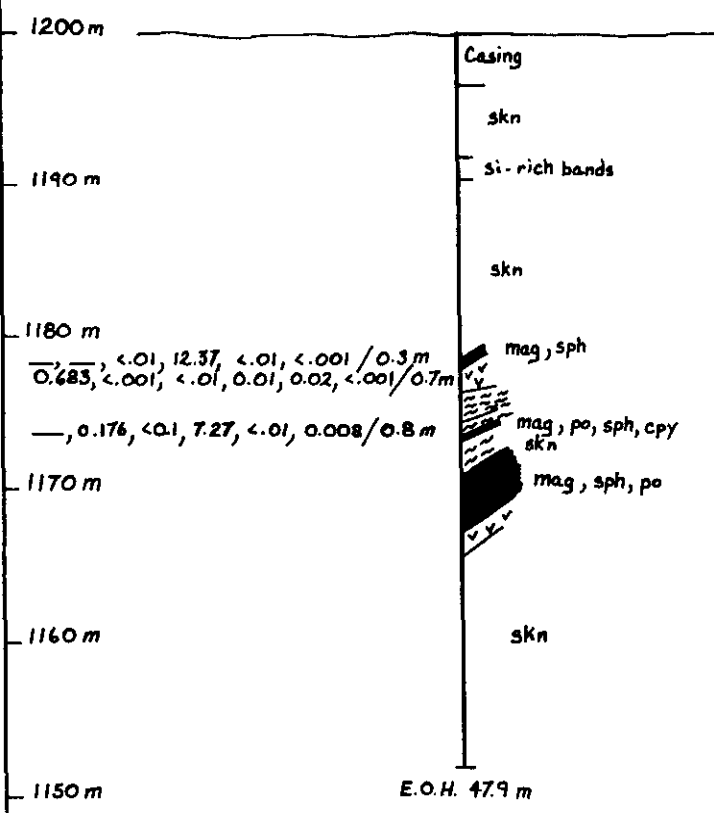 1200 m
Casing
skn
si-rich bands
1190 m
skn
1180 m
mag, sph
—, —, <.01, 12.37, <.01, <.001 / 0.3 m
0.683, <.001, <.01, 0.01, 0.02, <.001/0.7m
mag, po, sph, cpy
—, 0.176, <0.1, 7.27, <.01, 0.008/0.8 m
skn
1170 m
mag, sph, po
1160 m
skn
1150 m
E.O.H. 47.9 m